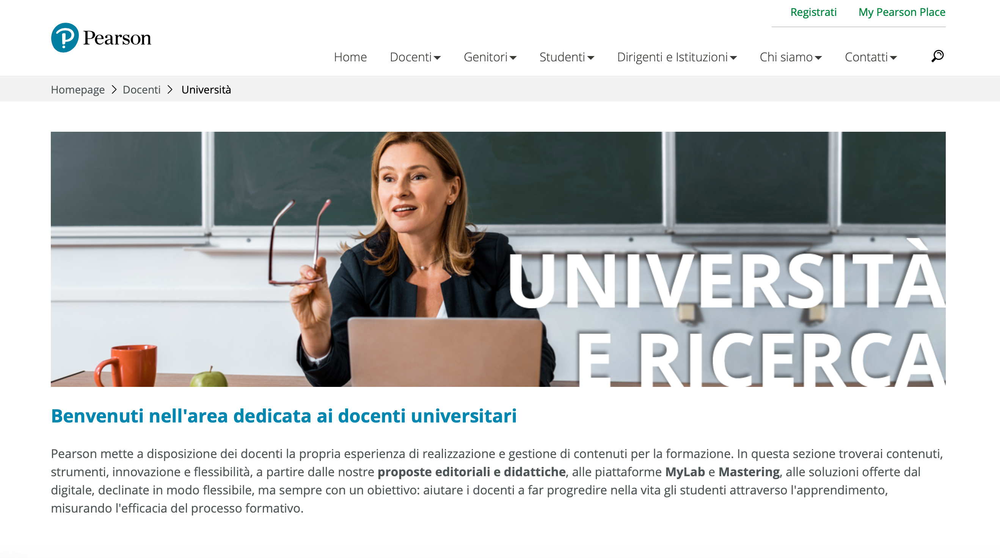 Registrati My Pearson Place
Pearson
Home Docenti Genitori Studenti Dirigenti e Istituzioni Chi siamo Contatti
Homepage Docenti Università
UNIVERSITÀ
E RICERCA
Benvenuti nell'area dedicata ai docenti universitari
Pearson mette a disposizione dei docenti la propria esperienza di realizzazione e gestione di contenuti per la formazione. In questa sezione troverai contenuti,
strumenti, innovazione e flessibilità, a partire dalle nostre proposte editoriali e didattiche, alle piattaforme MyLab e Mastering, alle soluzioni offerte dal
digitale, declinate in modo flessibile, ma sempre con un obiettivo: aiutare i docenti a far progredire nella vita gli studenti attraverso l'apprendimento,
misurando l'efficacia del processo formativo.